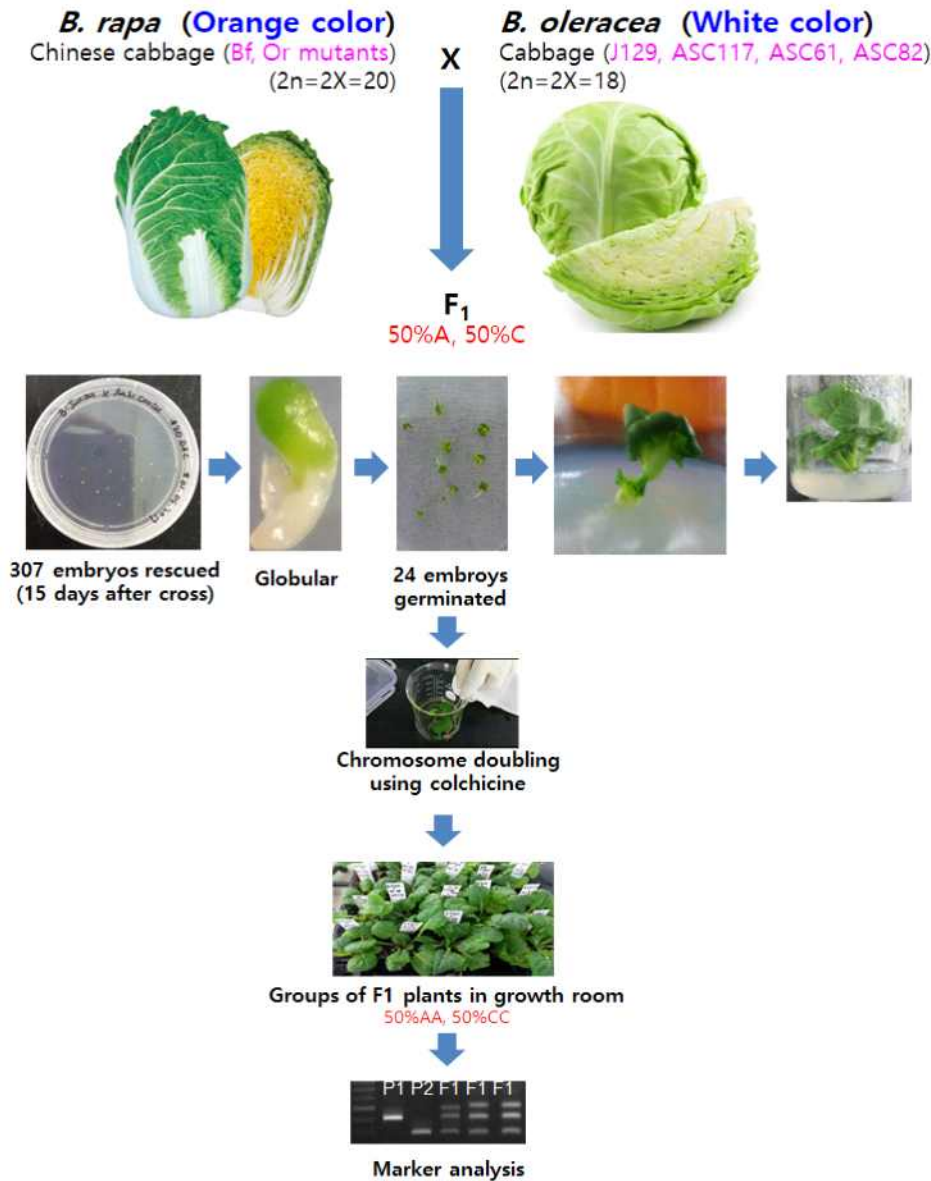 B. rapa (Orange color)
Chinese cabbage (Bf, Or mutants)
(2n=2X=20)
X
B. oleracea (White color)
Cabbage (J129, ASC117, ASC61, ASC82)
(2n=2X=18)
F1
50%A, 50%C
307 embryos rescued
(15 days after cross)
Globular
24 embroys
germinated
Chromosome doubling
using colchicine
Groups of F1 plants in growth room
50%AA, 50%CC
P1 P2 F1 F1 F1
Marker analysis